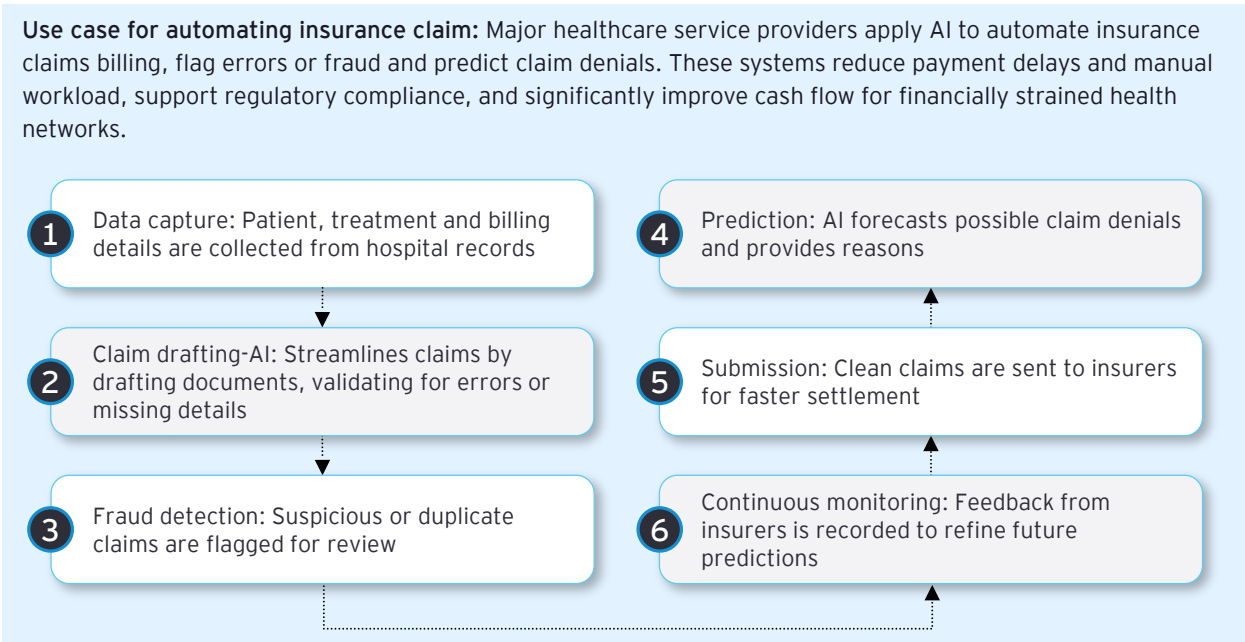 Use case for automating insurance claim: Major healthcare service providers apply AI to automate insurance
claims billing, flag errors or fraud and predict claim denials. These systems reduce payment delays and manual
workload, support regulatory compliance, and significantly improve cash flow for financially strained health
networks.
1
Data capture: Patient, treatment and billing
details are collected from hospital records
2
Claim drafting-AI: Streamlines claims by
drafting documents, validating for errors or
missing details
3
Fraud detection: Suspicious or duplicate
claims are flagged for review
4
Prediction: AI forecasts possible claim denials
and provides reasons
5
Submission: Clean claims are sent to insurers
for faster settlement
6
Continuous monitoring: Feedback from
insurers is recorded to refine future
predictions